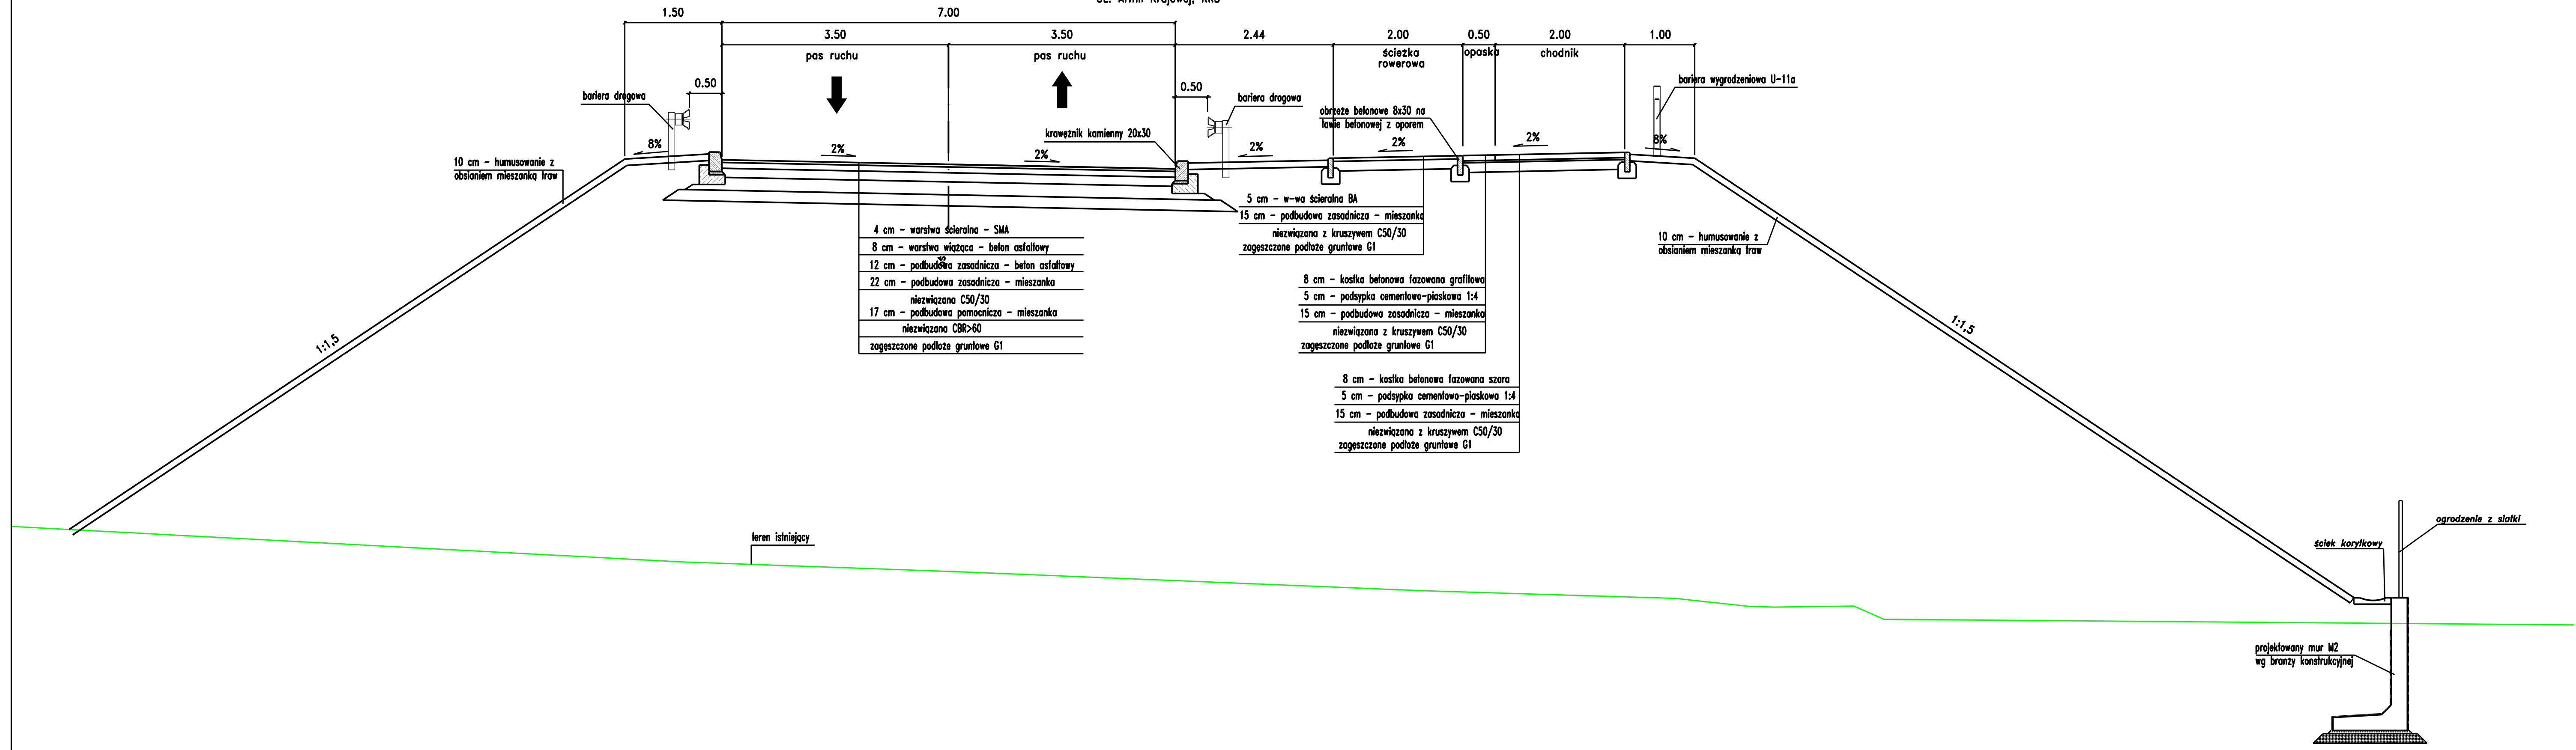 1.50
7.00
3.50
3.50
2.44
2.00
0.50
2.00
1.00
pas ruchu
pas ruchu
ścieżka
rowerowa
opaska
chodnik
0.50
0.50
bariera drogowa
bariera drogowa
bariera wygrodzeniowa U-11a
obrzeże betonowe 8x30 na
ławie betonowej z oporem
krawężnik kamienny 20x30
8%
2%
2%
2%
2%
2%
8%
10 cm - humusowanie z
obsianiem mieszanką traw
4 cm - warstwa ścieralna - SMA
8 cm - warstwa wiążąca - beton asfaltowy
12 cm - podbudowa zasadnicza - beton asfaltowy
22 cm - podbudowa zasadnicza - mieszanka
niezwiązana C50/30
17 cm - podbudowa pomocnicza - mieszanka
niezwiązana CBR>60
zagęszczone podłoże gruntowe G1
5 cm - w-wa ścieralna BA
15 cm - podbudowa zasadnicza - mieszanka
niezwiązana z kruszywem C50/30
zagęszczone podłoże gruntowe G1
8 cm - kostka betonowa fazowana grafitowa
5 cm - podsypka cementowo-piaskowa 1:4
15 cm - podbudowa zasadnicza - mieszanka
niezwiązana z kruszywem C50/30
zagęszczone podłoże gruntowe G1
8 cm - kostka betonowa fazowana szara
5 cm - podsypka cementowo-piaskowa 1:4
15 cm - podbudowa zasadnicza - mieszanka
niezwiązana z kruszywem C50/30
zagęszczone podłoże gruntowe G1
10 cm - humusowanie z
obsianiem mieszanką traw
1:1,5
1:1,5
teren istniejący
ogrodzenie z siatki
ściek korytkowy
projektowany mur M2
wg branży konstrukcyjnej